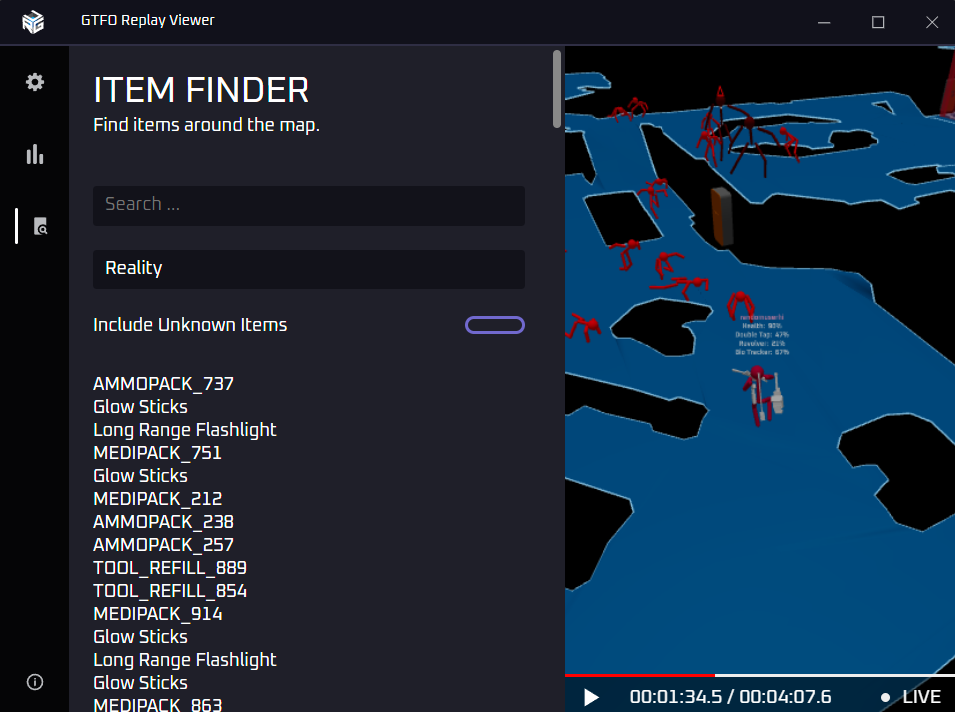 GTFO Replay Viewer
ITEM FINDER
Find items around the map.
Search ...
Reality
Include Unknown Items
AMMOPACK_737
Glow Sticks
Long Range Flashlight
MEDIPACK_751
Glow Sticks
MEDIPACK_212
AMMOPACK_238
AMMOPACK_257
TOOL_REFILL_889
TOOL_REFILL_854
MEDIPACK_914
Glow Sticks
Long Range Flashlight
Glow Sticks
MEDIPACK_863
Health: 80%
Double Tap: 47%
Revolver: 21%
Bio Tracker: 67%
00:01:34.5 / 00:04:07.6
LIVE